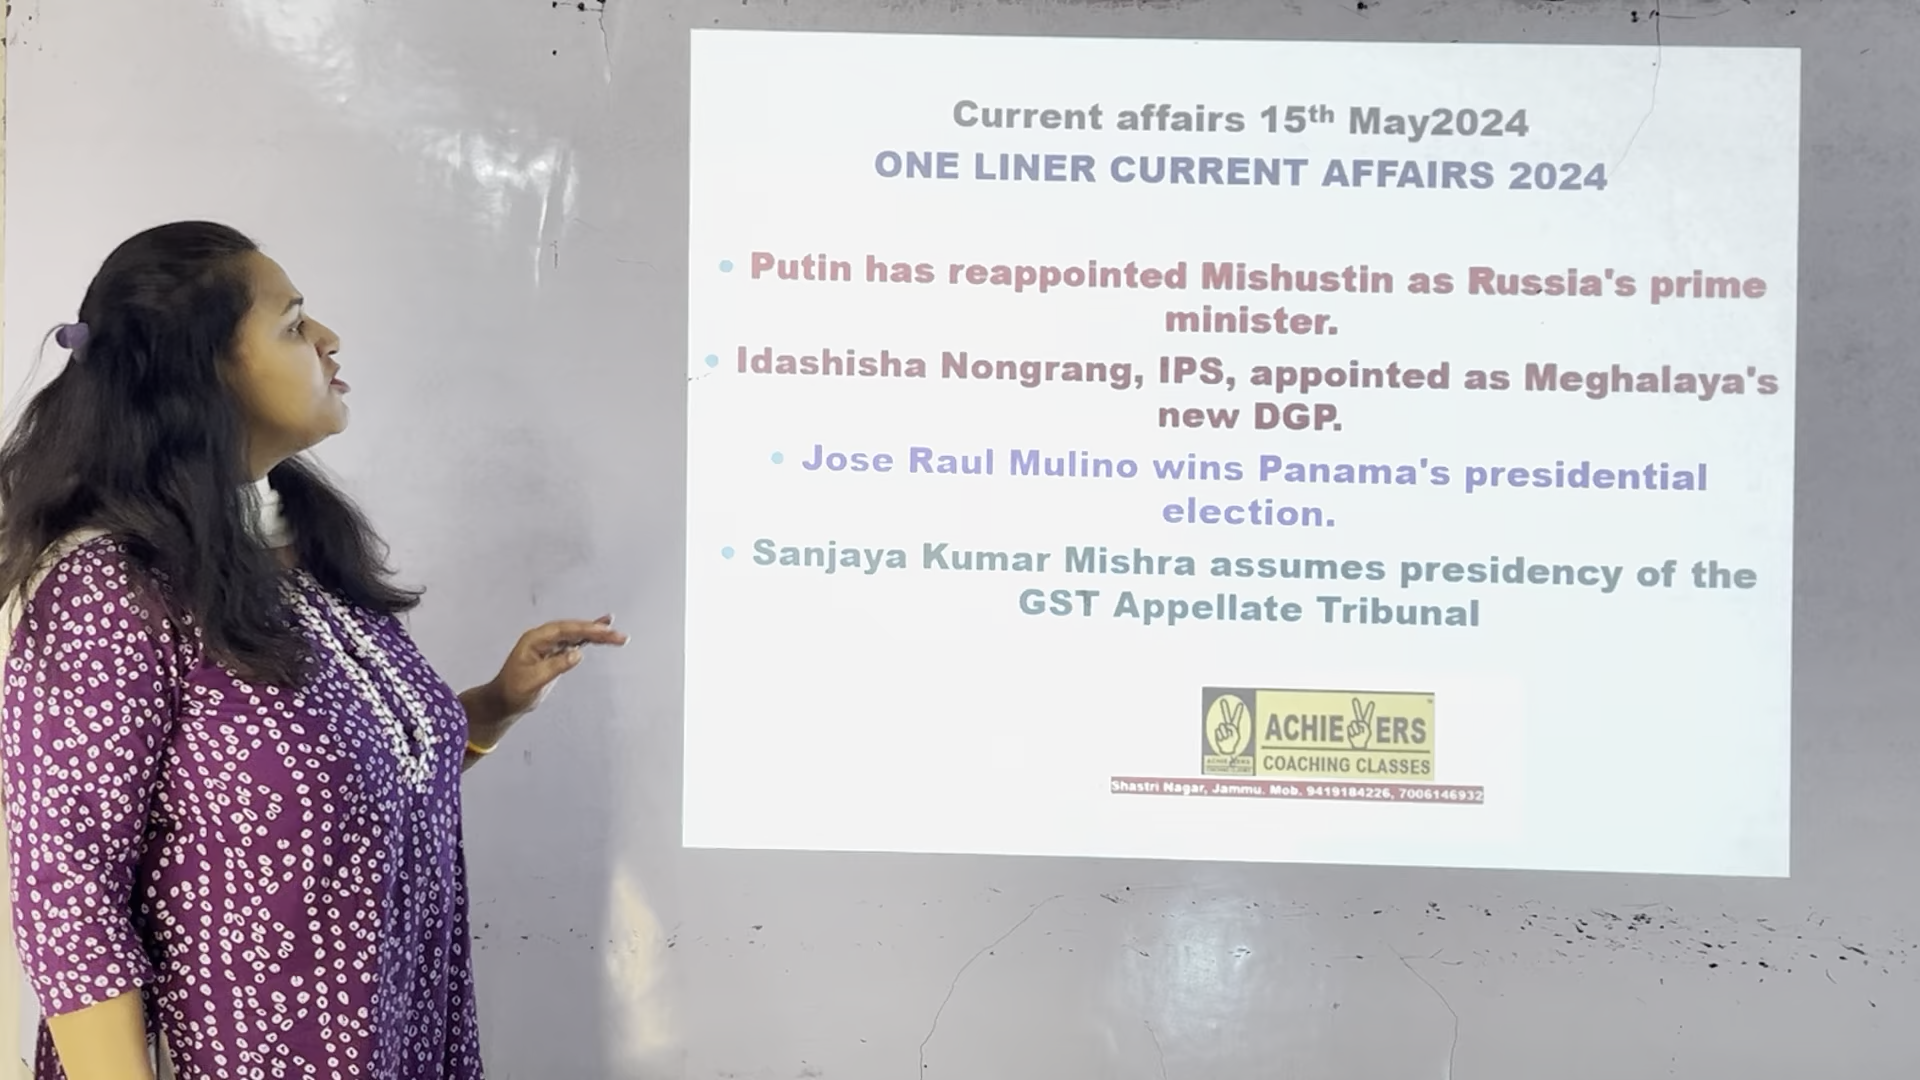 Current affairs 15th May2024
ONE LINER CURRENT AFFAIRS 2024
• Putin has reappointed Mishustin as Russia's prime
minister.
• Idashisha Nongrang, IPS, appointed as Meghalaya's
new DGP.
• Jose Raul Mulino wins Panama's presidential
election.
• Sanjaya Kumar Mishra assumes presidency of the
GST Appellate Tribunal
ACHIEVERS
COACHING CLASSES
Shastri Nagar, Jammu. Mob. 9419184226, 7006146932